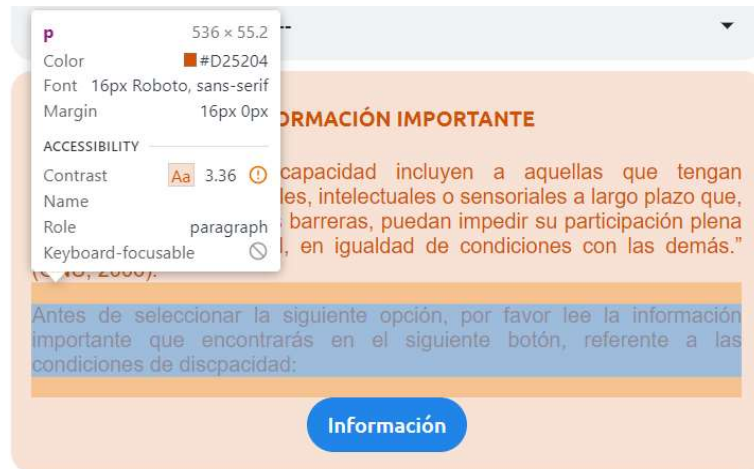 --
p 536 × 55.2
Color #D25204
Font 16px Roboto, sans-serif
Margin 16px 0px
ACCESSIBILITY
Contrast Aa 3.36
Name
Role paragraph
Keyboard-focusable
ORMACIÓN IMPORTANTE
capacidad incluyen a aquellas que tengan
les, intelectuales o sensoriales a largo plazo que,
barreras, puedan impedir su participación plena
, en igualdad de condiciones con las demás.”
Antes de seleccionar la siguiente opción, por favor lee la información
importante que encontrarás en el siguiente botón, referente a las
condiciones de discpacidad:
Información